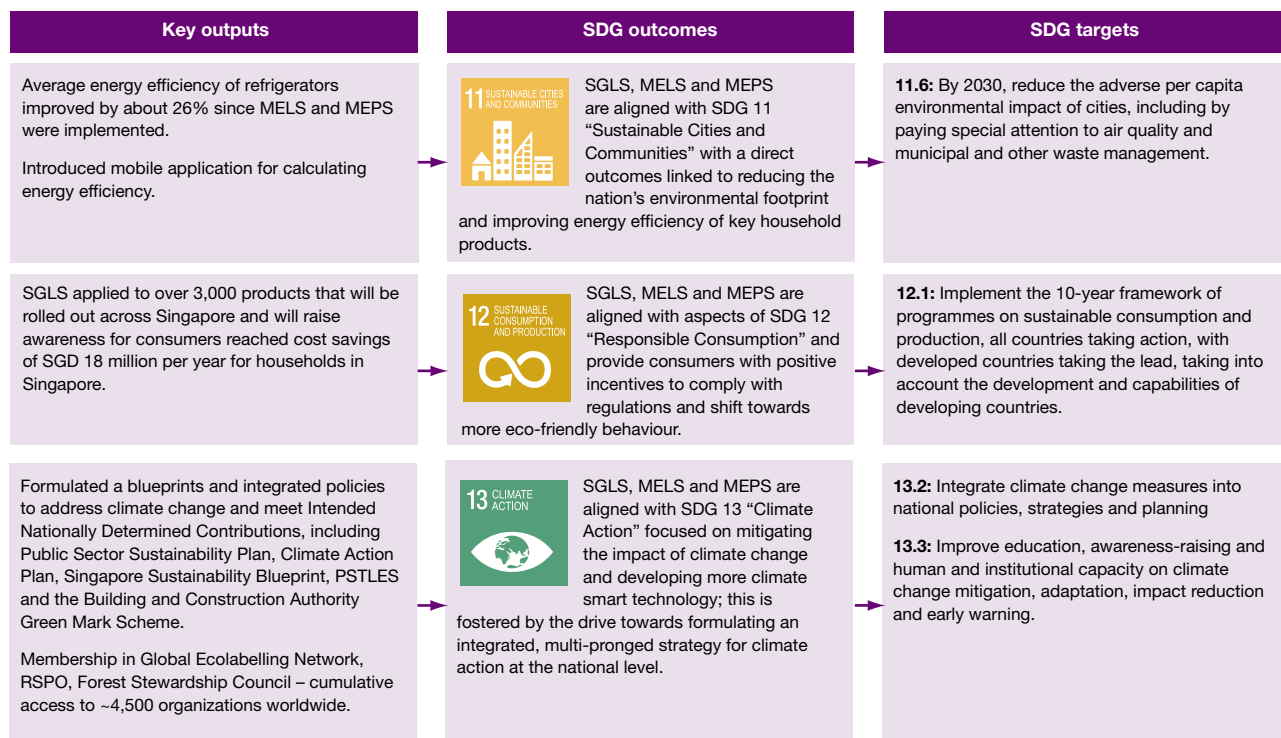 Key outputs
SDG outcomes
SDG targets
Average energy efficiency of refrigerators
improved by about 26% since MELS and MEPS
were implemented.
Introduced mobile application for calculating
energy efficiency.
11 SUSTAINABLE CITIES
AND COMMUNITIES
SGLS, MELS and MEPS
are aligned with SDG 11
“Sustainable Cities and
Communities” with a direct
outcomes linked to reducing the
nation’s environmental footprint
and improving energy efficiency of key household
products.
11.6: By 2030, reduce the adverse per capita
environmental impact of cities, including by
paying special attention to air quality and
municipal and other waste management.
SGLS applied to over 3,000 products that will be
rolled out across Singapore and will raise
awareness for consumers reached cost savings
of SGD 18 million per year for households in
Singapore.
12 SUSTAINABLE
CONSUMPTION
AND PRODUCTION
SGLS, MELS and MEPS are
aligned with aspects of SDG 12
“Responsible Consumption” and
provide consumers with positive
incentives to comply with
regulations and shift towards
more eco-friendly behaviour.
12.1: Implement the 10-year framework of
programmes on sustainable consumption and
production, all countries taking action, with
developed countries taking the lead, taking into
account the development and capabilities of
developing countries.
Formulated a blueprints and integrated policies
to address climate change and meet Intended
Nationally Determined Contributions, including
Public Sector Sustainability Plan, Climate Action
Plan, Singapore Sustainability Blueprint, PSTLES
and the Building and Construction Authority
Green Mark Scheme.
Membership in Global Ecolabelling Network,
RSPO, Forest Stewardship Council – cumulative
access to ~4,500 organizations worldwide.
13 CLIMATE
ACTION
SGLS, MELS and MEPS are
aligned with SDG 13 “Climate
Action” focused on mitigating
the impact of climate change
and developing more climate
smart technology; this is
fostered by the drive towards formulating an
integrated, multi-pronged strategy for climate
action at the national level.
13.2: Integrate climate change measures into
national policies, strategies and planning
13.3: Improve education, awareness-raising and
human and institutional capacity on climate
change mitigation, adaptation, impact reduction
and early warning.